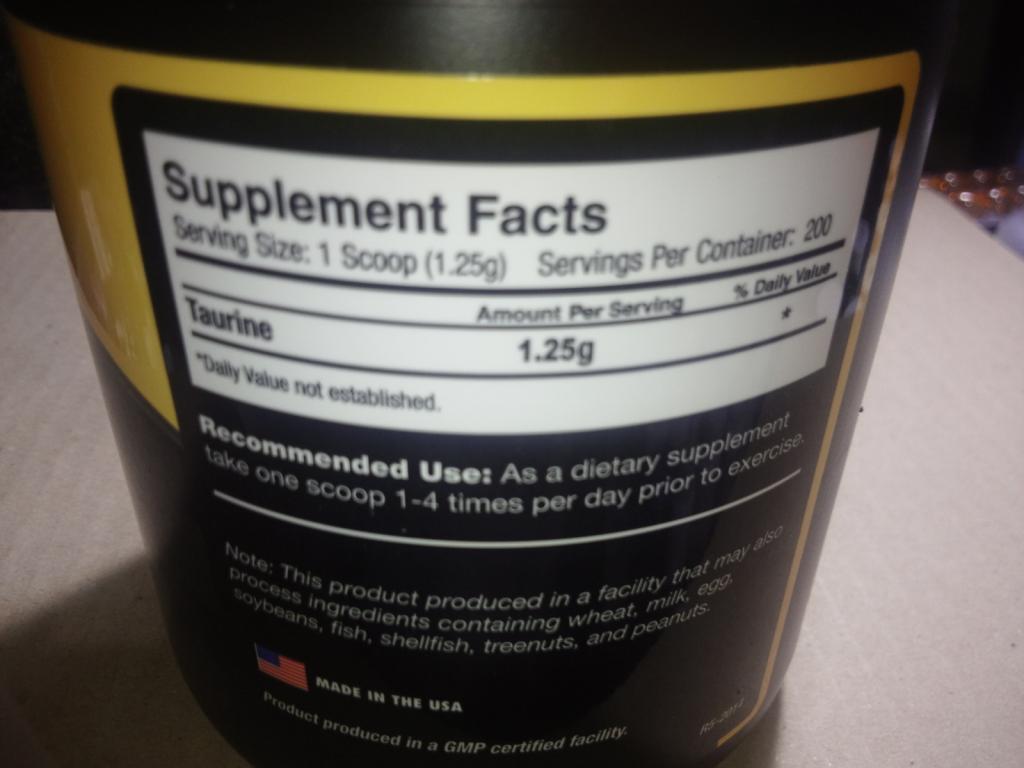 Supplement Facts
Serving Size: 1 Scoop (1.25g) Servings Per Container: 200
Amount Per Serving % Daily Value
Taurine 1.25g *
*Daily Value not established.
Recommended Use: As a dietary supplement
take one scoop 1-4 times per day prior to exercise.
Note: This product produced in a facility that may also
process ingredients containing wheat, milk, egg,
soybeans, fish, shellfish, treenuts, and peanuts.
MADE IN THE USA
Product produced in a GMP certified facility.